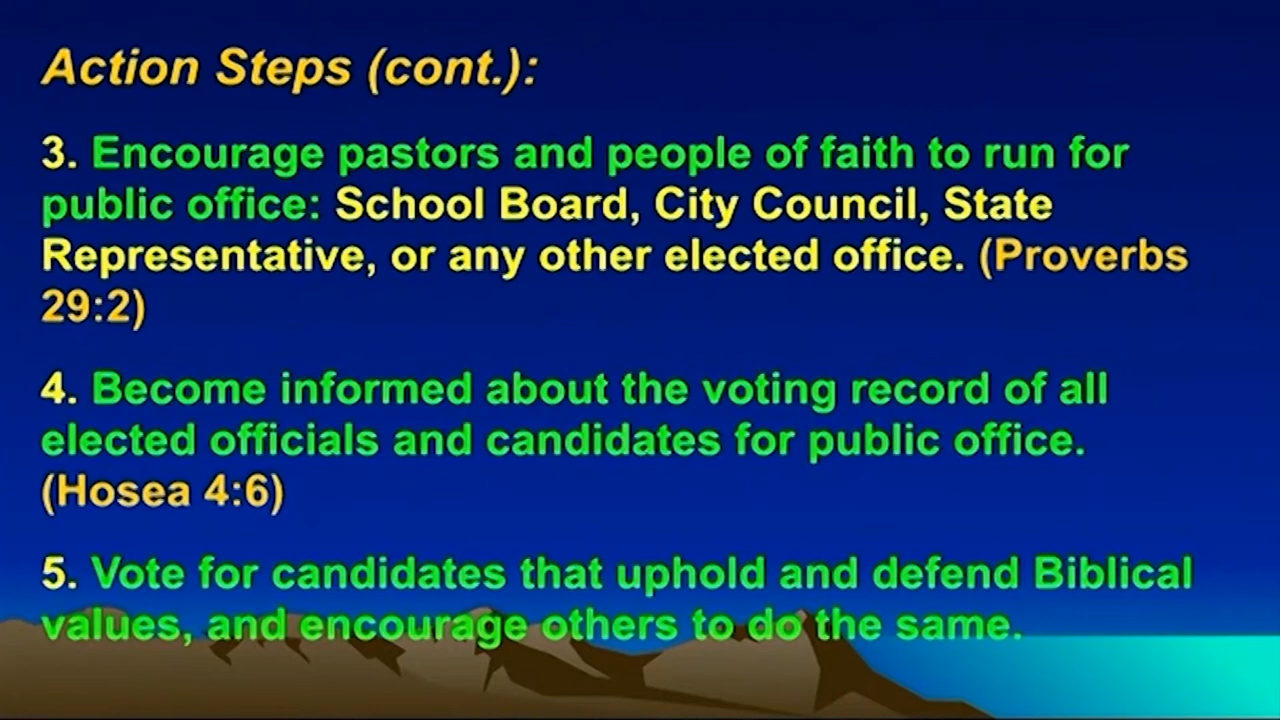 Action Steps (cont.):
3. Encourage pastors and people of faith to run for
public office: School Board, City Council, State
Representative, or any other elected office. (Proverbs
29:2)
4. Become informed about the voting record of all
elected officials and candidates for public office.
(Hosea 4:6)
5. Vote for candidates that uphold and defend Biblical
values, and encourage others to do the same.